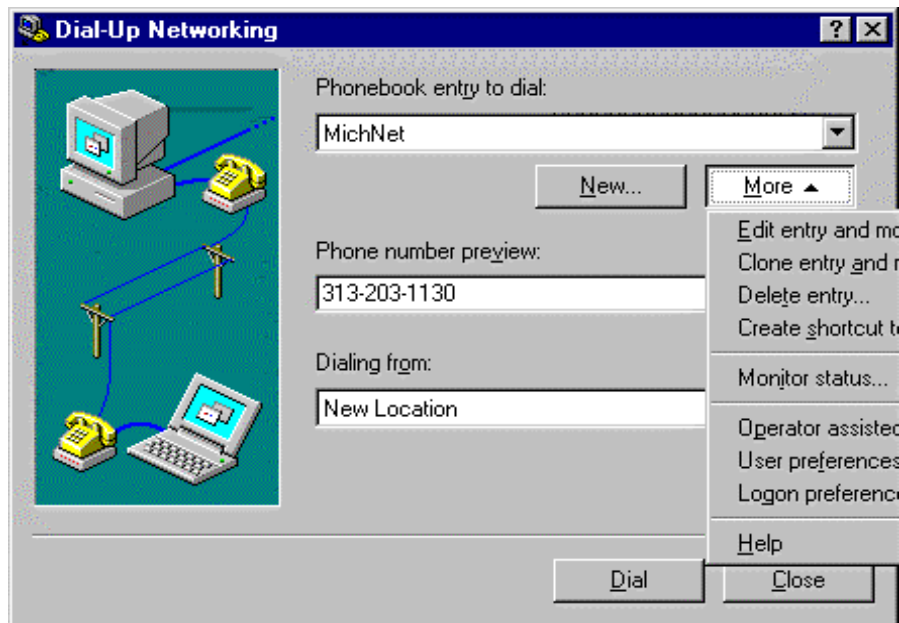 Dial-Up Networking
Phonebook entry to dial:
MichNet
New...
More
Edit entry and mo
Clone entry and
Delete entry...
Create shortcut t
Phone number preview:
313-203-1130
Dialing from:
New Location
Monitor status...
Operator assisted
User preferences
Logon preferenc
Help
Dial
Close